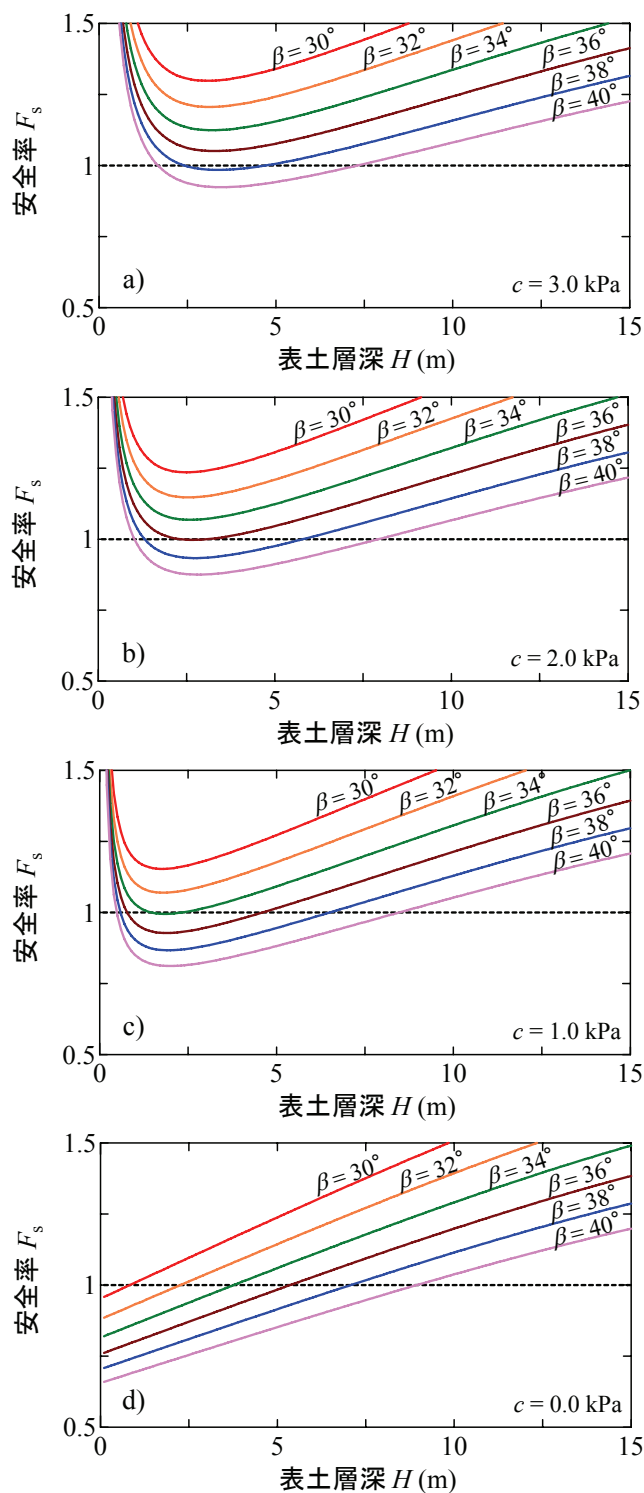 1.5
β = 30°
β = 32°
β = 34°
β = 36°
β = 38°
β = 40°
安全率 Fs
1
a)
c = 3.0 kPa
0.5
0 5 10 15
表土層深 H (m)
1.5
β = 30°
β = 32°
β = 34°
β = 36°
β = 38°
β = 40°
安全率 Fs
1
b)
c = 2.0 kPa
0.5
0 5 10 15
表土層深 H (m)
1.5
β = 30°
β = 32°
β = 34°
β = 36°
β = 38°
β = 40°
安全率 Fs
1
c)
c = 1.0 kPa
0.5
0 5 10 15
表土層深 H (m)
1.5
β = 30°
β = 32°
β = 34°
β = 36°
β = 38°
β = 40°
安全率 Fs
1
d)
c = 0.0 kPa
0.5
0 5 10 15
表土層深 H (m)